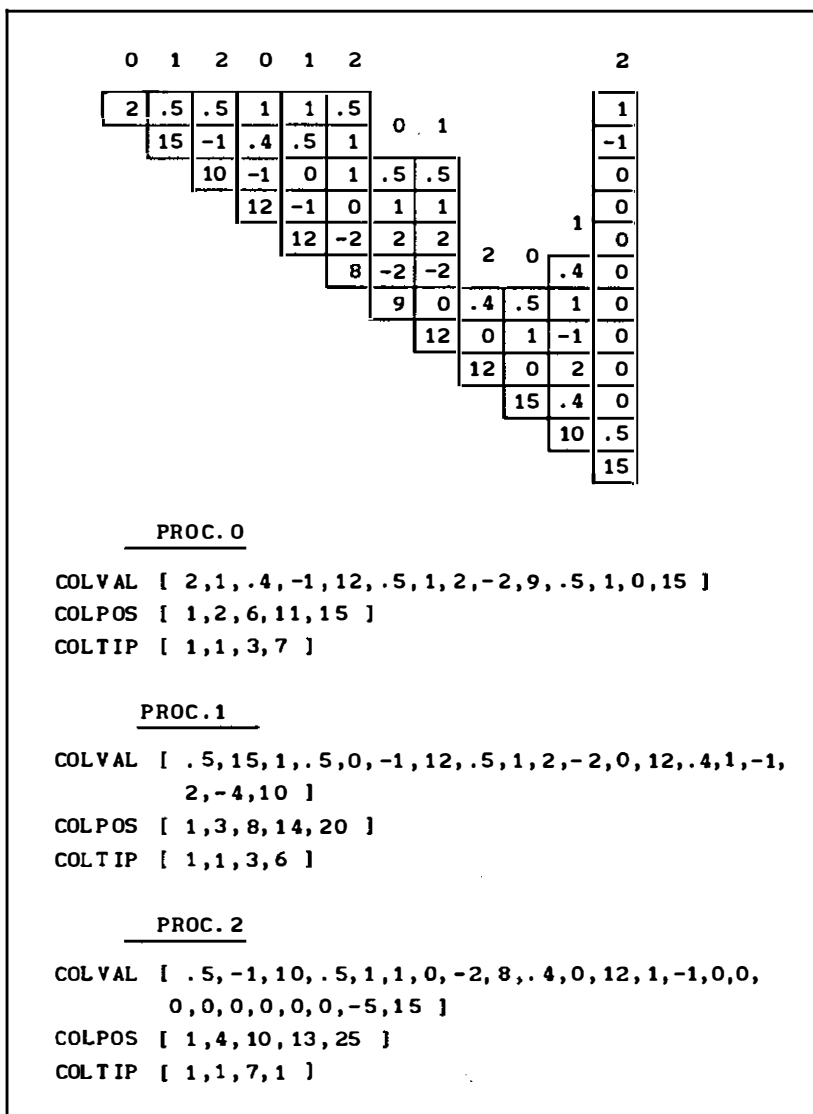 0 1 2 0 1 2 2
2 .5 .5 1 1 .5 1
0 1
15 -1 .4 .5 1 -1
10 -1 0 1 .5 .5 0
12 -1 0 1 1 0
1
12 -2 2 2 0
2 0
8 -2 -2 .4 0
9 0 .4 .5 1 0
12 0 1 -1 0
12 0 2 0
15 .4 0
10 .5
15
PROC.0
COLVAL [ 2,1,.4,-1,12,.5,1,2,-2,9,.5,1,0,15 ]
COLPOS [ 1,2,6,11,15 ]
COLTIP [ 1,1,3,7 ]
PROC.1
COLVAL [ .5,15,1,.5,0,-1,12,.5,1,2,-2,0,12,.4,1,-1,
2,-4,10 ]
COLPOS [ 1,3,8,14,20 ]
COLTIP [ 1,1,3,6 ]
PROC.2
COLVAL [ .5,-1,10,.5,1,1,0,-2,8,.4,0,12,1,-1,0,0,
0,0,0,0,0,0,-5,15 ]
COLPOS [ 1,4,10,13,25 ]
COLTIP [ 1,1,7,1 ]